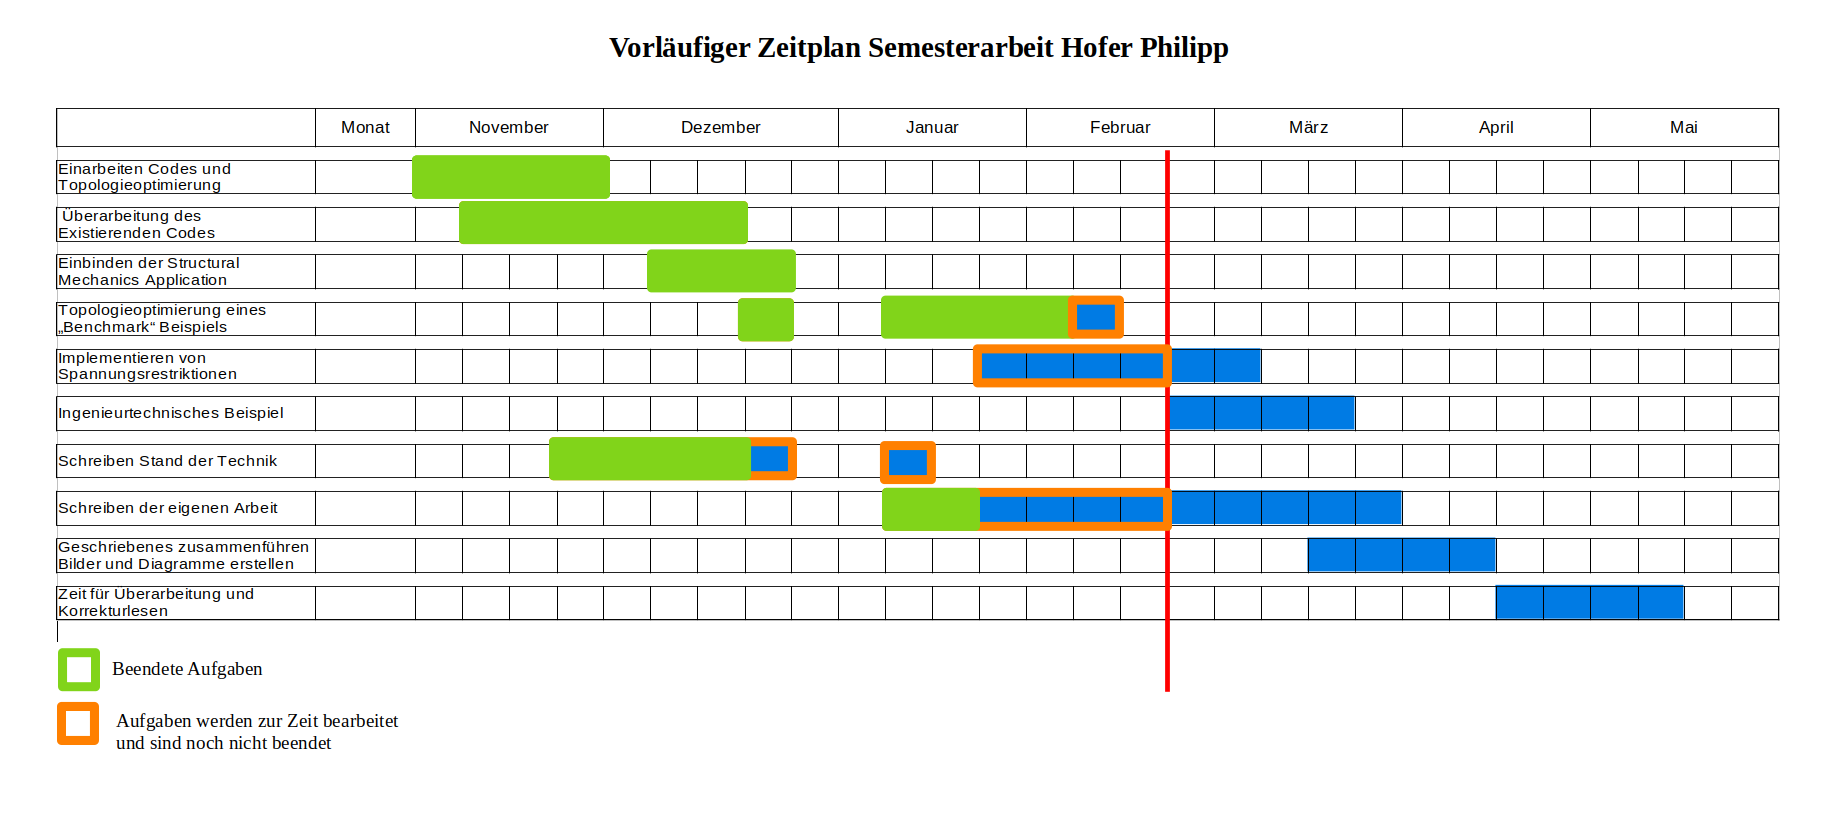 Vorläufiger Zeitplan Semesterarbeit Hofer Philipp
Monat November Dezember Januar Februar März April Mai
Einarbeiten Codes und
Topologieoptimierung
Überarbeitung des
Existierenden Codes
Einbinden der Structural
Mechanics Application
Topologieoptimierung eines
„Benchmark“ Beispiels
Implementieren von
Spannungsrestriktionen
Ingenieurtechnisches Beispiel
Schreiben Stand der Technik
Schreiben der eigenen Arbeit
Geschriebenes zusammenführen
Bilder und Diagramme erstellen
Zeit für Überarbeitung und
Korrekturlesen
Beendete Aufgaben
Aufgaben werden zur Zeit bearbeitet
und sind noch nicht beendet